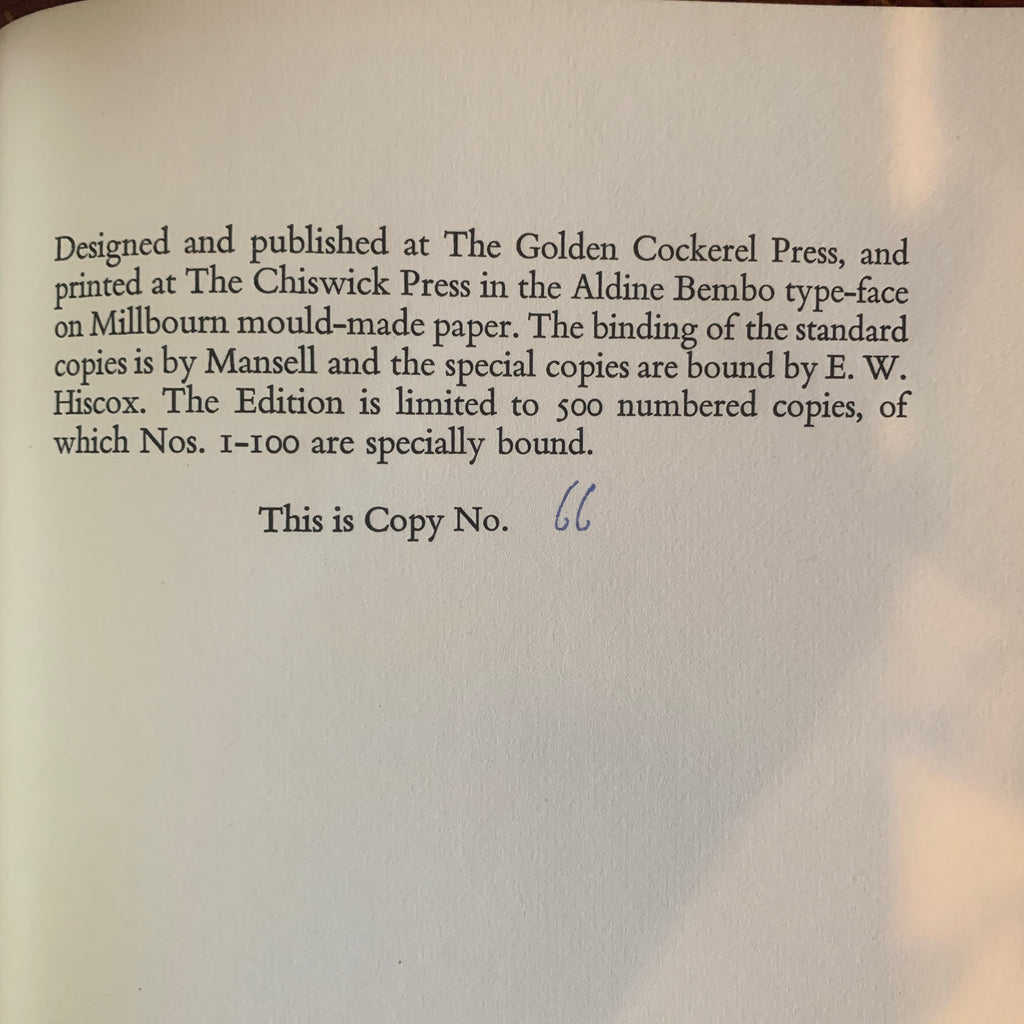 Designed and published at The Golden Cockerel Press, and
printed at The Chiswick Press in the Aldine Bembo type-face
on Millbourn mould-made paper. The binding of the standard
copies is by Mansell and the special copies are bound by E. W.
Hiscox. The Edition is limited to 500 numbered copies, of
which Nos. 1-100 are specially bound.
This is Copy No. 66